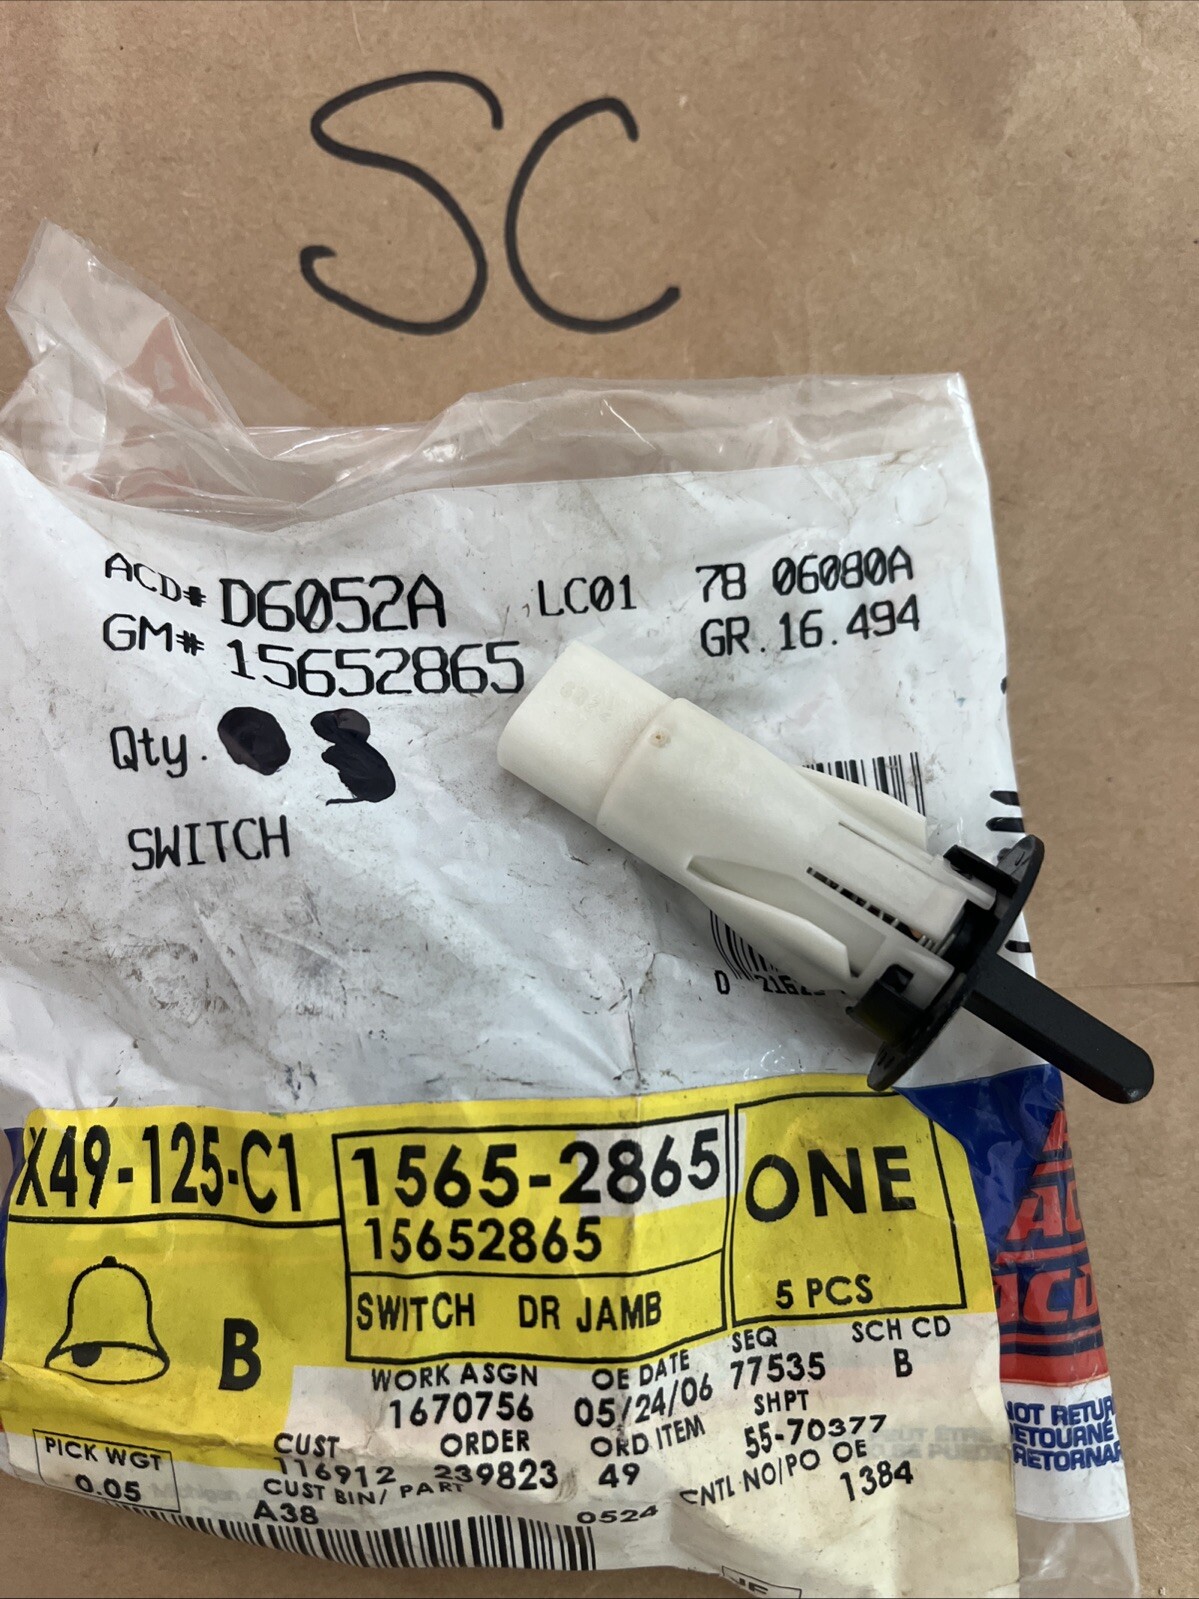 SC
ACD# D6052A LC01 78 06080A
GM# 15652865 GR. 16.494
Qty.
SWITCH
0 2162
X49-125-C1 1565-2865 ONE
15652865
SWITCH DR JAMB 5 PCS
B
WORK ASGN OE DATE SEQ SCH CD
1670756 05/24/06 77535 B
CUST ORDER ORD ITEM SHPT
116912 239823 49 55-70377
PICK WGT CUST BIN/ PART CNTL NO/PO OE
0.05 A38 0524 1384